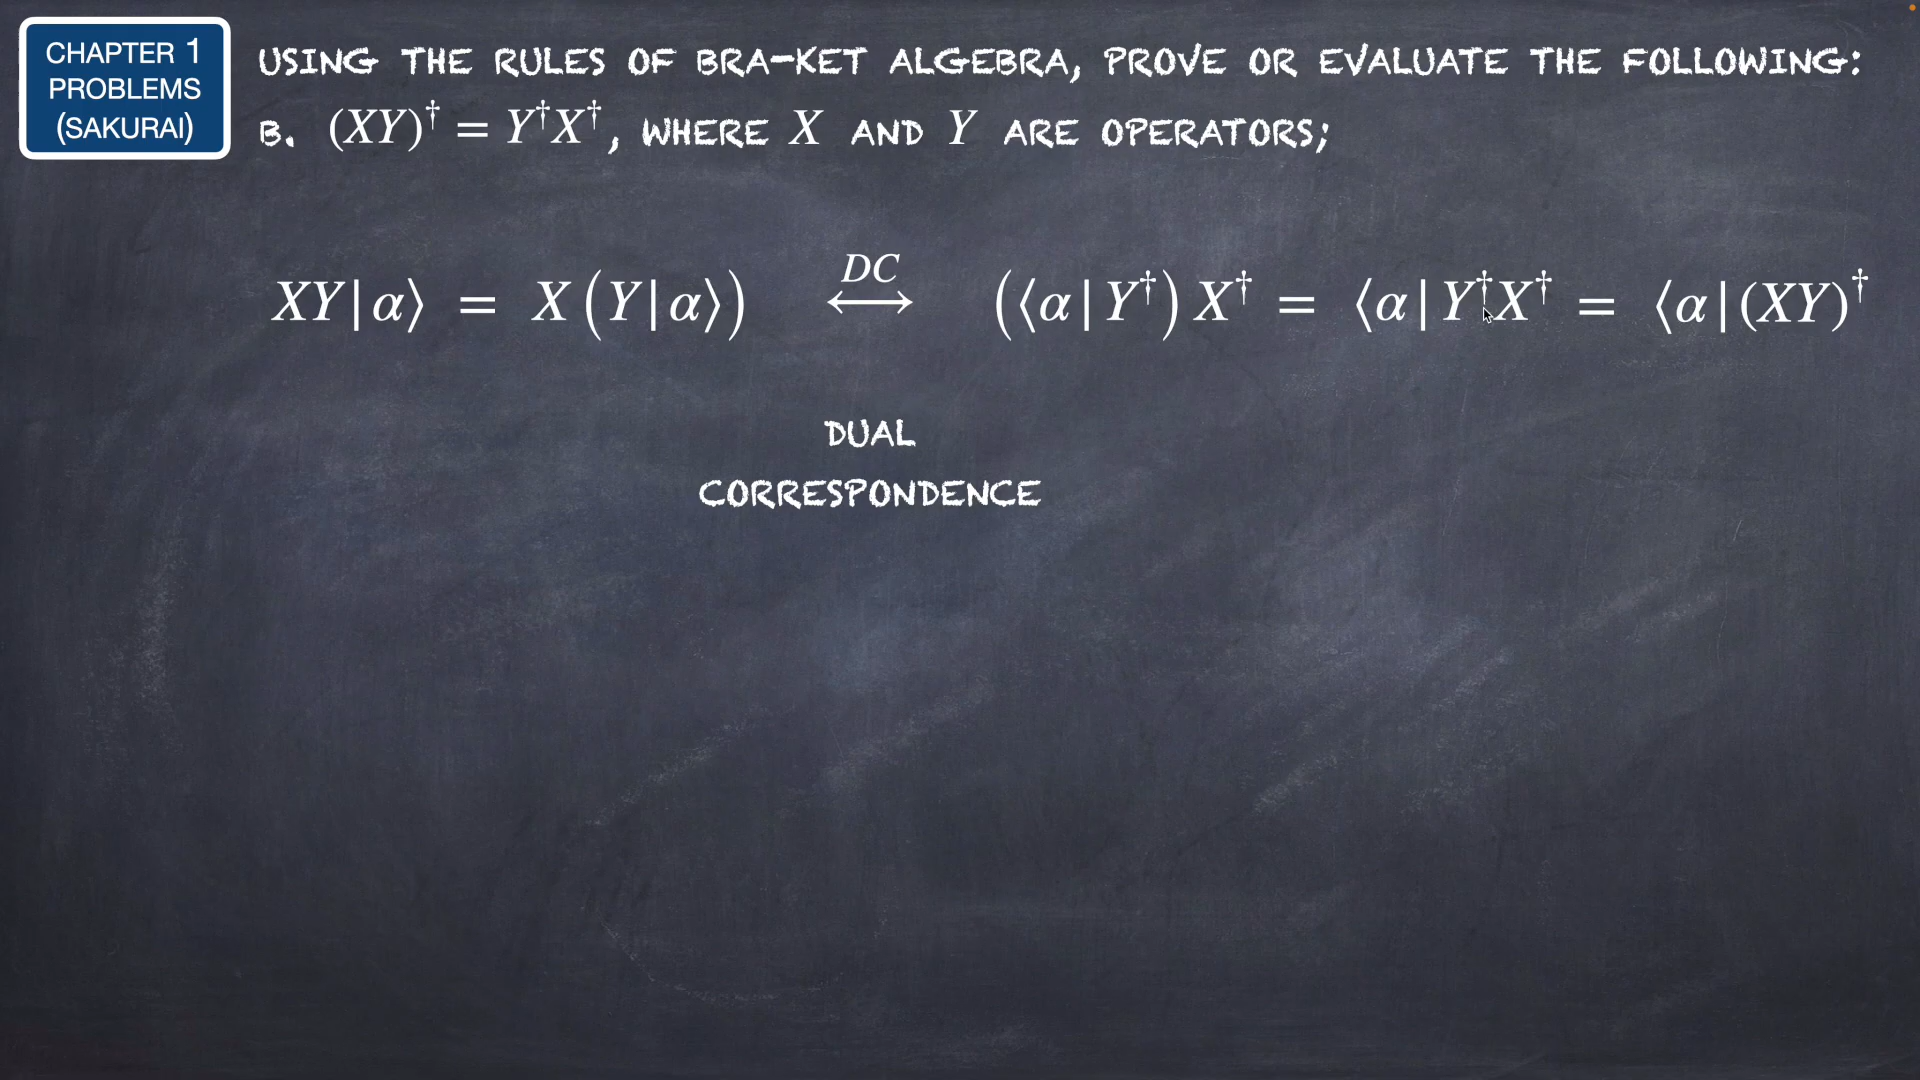 CHAPTER 1
PROBLEMS
(SAKURAI)
USING THE RULES OF BRA-KET ALGEBRA, PROVE OR EVALUATE THE FOLLOWING:
B. (XY)† = Y†X†, WHERE X AND Y ARE OPERATORS;
XY|α⟩ = X(Y|α⟩) DC ⟷ (⟨α|Y†)X† = ⟨α|Y†X† = ⟨α|(XY)†
DUAL
CORRESPONDENCE